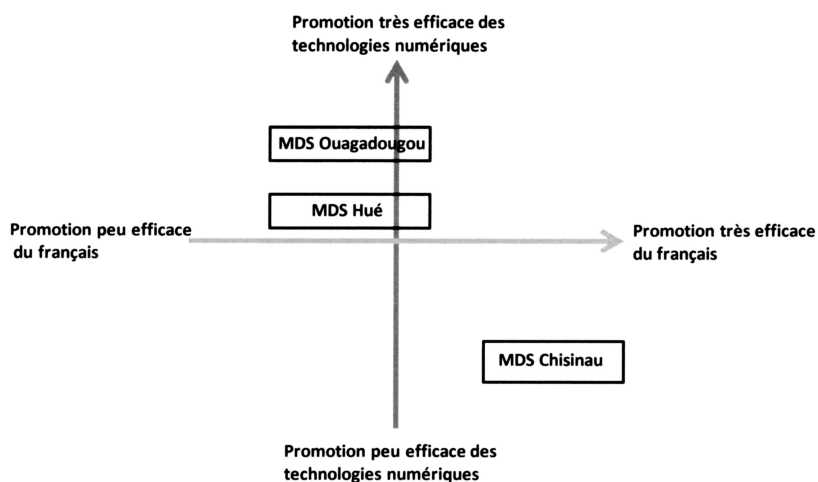 Promotion très efficace des
technologies numériques
MDS Ouagadougou
MDS Hué
Promotion peu efficace
du français
Promotion très efficace
du français
MDS Chisinau
Promotion peu efficace des
technologies numériques